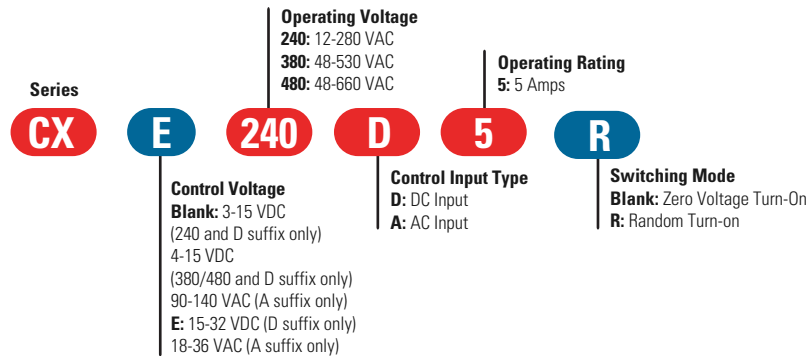 Operating Voltage
240: 12-280 VAC
380: 48-530 VAC
480: 48-660 VAC
Operating Rating
5: 5 Amps
Series
CX E 240 D 5 R
Control Voltage
Blank: 3-15 VDC
(240 and D suffix only)
4-15 VDC
(380/480 and D suffix only)
90-140 VAC (A suffix only)
E: 15-32 VDC (D suffix only)
18-36 VAC (A suffix only)
Control Input Type
D: DC Input
A: AC Input
Switching Mode
Blank: Zero Voltage Turn-On
R: Random Turn-on